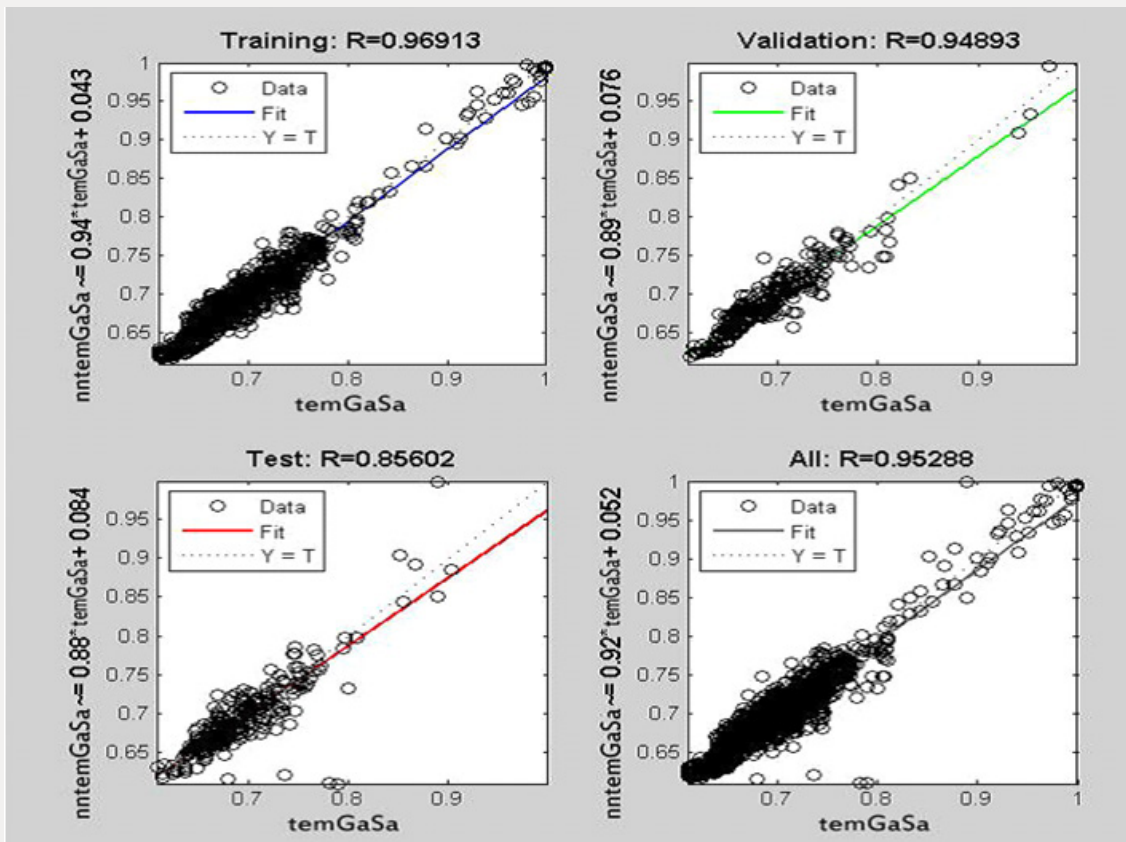 Training: R=0.96913
nntemGaSa ~= 0.94*temGaSa+ 0.043
1
0.95
0.9
0.85
0.8
0.75
0.7
0.65
Data
Fit
Y = T
0.7 0.8 0.9 1
temGaSa
Validation: R=0.94893
nntemGaSa ~= 0.89*temGaSa+ 0.076
1
0.95
0.9
0.85
0.8
0.75
0.7
0.65
Data
Fit
Y = T
0.7 0.8 0.9
temGaSa
Test: R=0.85602
nntemGaSa ~= 0.88*temGaSa+ 0.084
0.95
0.9
0.85
0.8
0.75
0.7
0.65
Data
Fit
Y = T
0.7 0.8 0.9
temGaSa
All: R=0.95288
nntemGaSa ~= 0.92*temGaSa+ 0.052
1
0.95
0.9
0.85
0.8
0.75
0.7
0.65
Data
Fit
Y = T
0.7 0.8 0.9 1
temGaSa